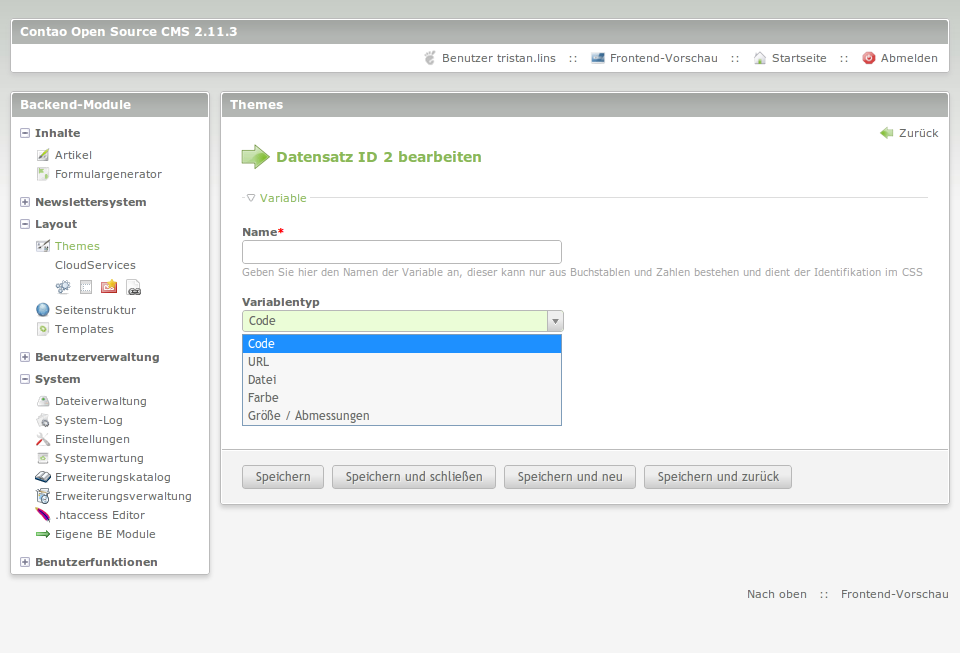 Contao Open Source CMS 2.11.3
Benutzer tristan.lins :: Frontend-Vorschau :: Startseite :: Abmelden
Backend-Module
Inhalte
Artikel
Formulargenerator
Newslettersystem
Layout
Themes
CloudServices
Seitenstruktur
Templates
Benutzerverwaltung
System
Dateiverwaltung
System-Log
Einstellungen
Systemwartung
Erweiterungskatalog
Erweiterungsverwaltung
.htaccess Editor
Eigene BE Module
Benutzerfunktionen
Themes
Zurück
Datensatz ID 2 bearbeiten
Variable
Name*
Geben Sie hier den Namen der Variable an, dieser kann nur aus Buchstablen und Zahlen bestehen und dient der Identifikation im CSS
Variablentyp
Code
Code
URL
Datei
Farbe
Größe / Abmessungen
Speichern Speichern und schließen Speichern und neu Speichern und zurück
Nach oben :: Frontend-Vorschau